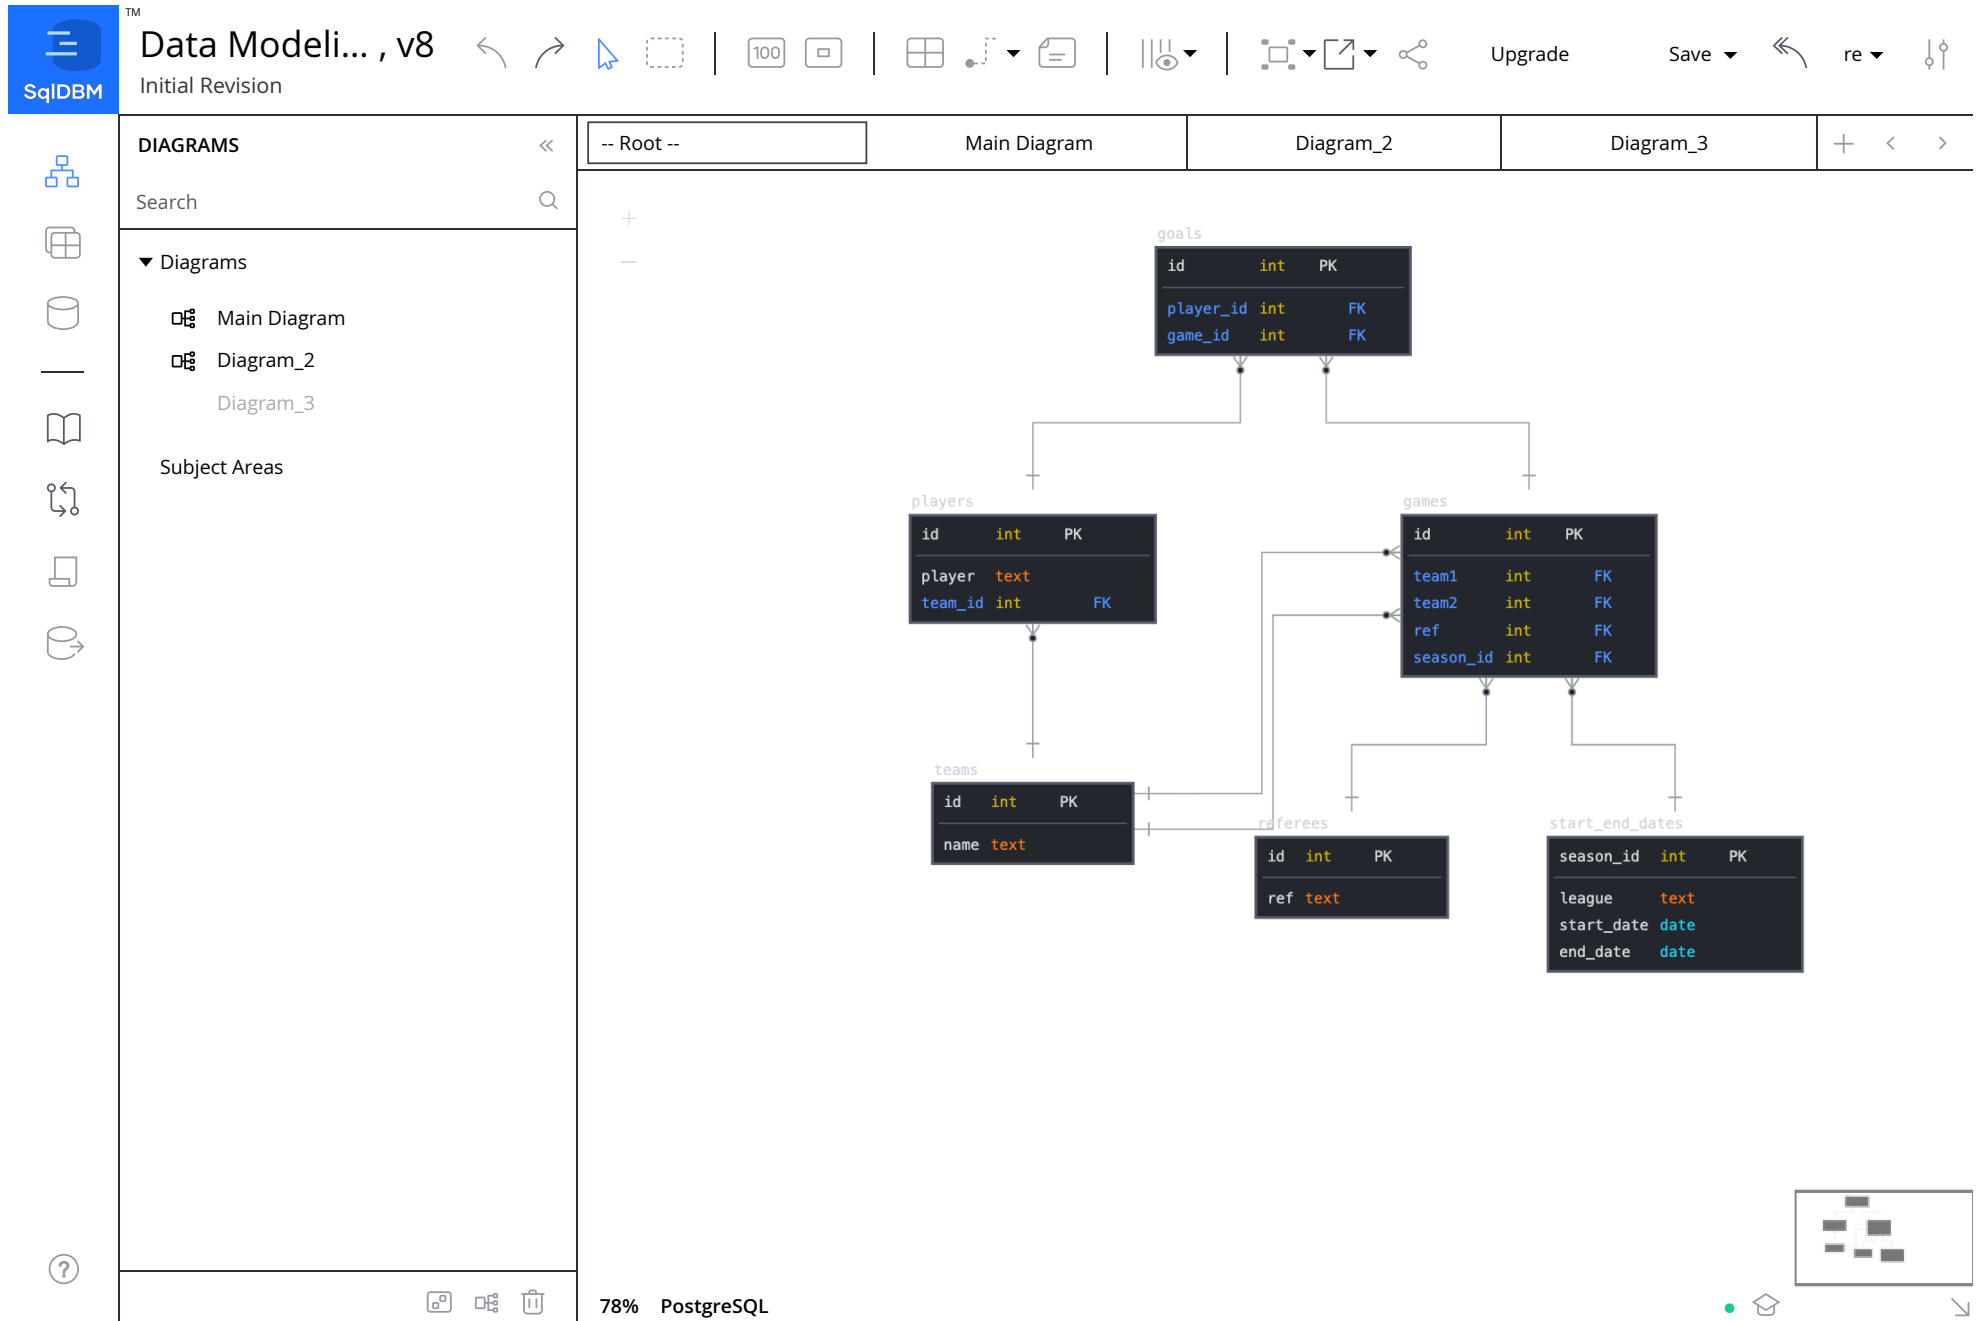 TM
Data Modeli... , v8
Initial Revision
SqlDBM
100
Upgrade
Save
re
DIAGRAMS
Search
Diagrams
Main Diagram
Diagram_2
Diagram_3
Subject Areas
-- Root --
Main Diagram
Diagram_2
Diagram_3
goals
id int PK
player_id int FK
game_id int FK
players
id int PK
player text
team_id int FK
games
id int PK
team1 int FK
team2 int FK
ref int FK
season_id int FK
teams
id int PK
name text
referees
id int PK
ref text
start_end_dates
season_id int PK
league text
start_date date
end_date date
?
78% PostgreSQL